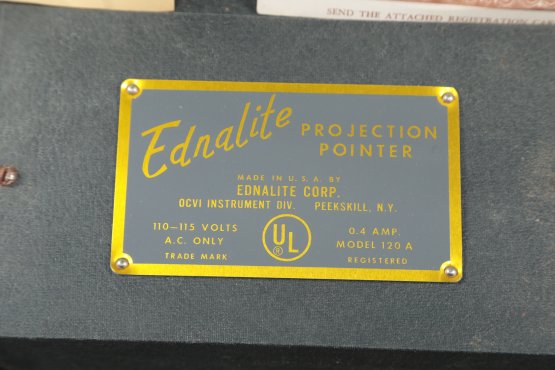 SEND THE ATTACHED REGISTRATION
Ednalite PROJECTION
POINTER
MADE IN U.S.A. BY
EDNALITE CORP.
OCVI INSTRUMENT DIV. PEEKSKILL, N.Y.
110—115 VOLTS
A.C. ONLY
TRADE MARK
UL
®
0.4 AMP.
MODEL 120 A
REGISTERED